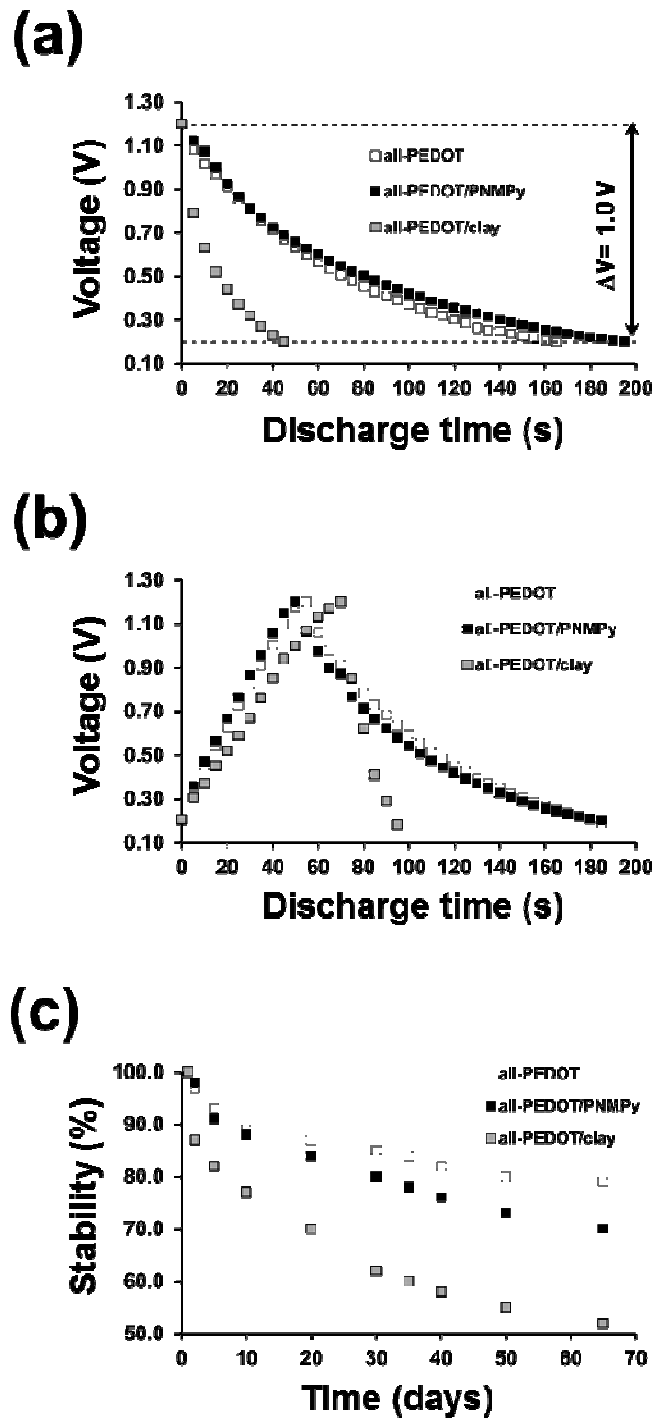 (a)
1.30
1.10
0.90
0.70
0.50
0.30
0.10
Voltage (V)
all-PEDOT
all-PEDOT/PNMPy
all-PEDOT/clay
ΔV= 1.0 V
0 20 40 60 80 100 120 140 160 180 200
Discharge time (s)
(b)
1.30
1.10
0.90
0.70
0.50
0.30
0.10
Voltage (V)
all-PEDOT
all-PEDOT/PNMPy
all-PEDOT/clay
0 20 40 60 80 100 120 140 160 180 200
Discharge time (s)
(c)
100.0
90.0
80.0
70.0
60.0
50.0
Stability (%)
all-PEDOT
all-PEDOT/PNMPy
all-PEDOT/clay
0 10 20 30 40 50 60 70
Time (days)